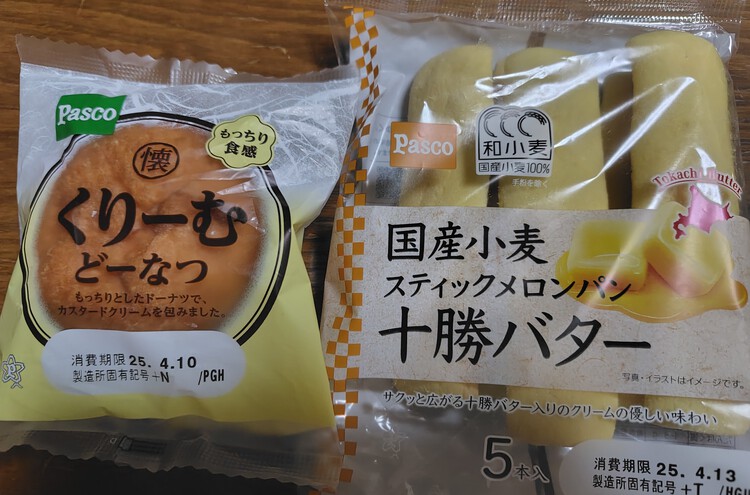 Pasco
もっちり
食感
懐
くりーむ
どーなつ
もっちりとしたドーナツで、
カスタードクリームを包みました。
消費期限 25. 4.10
製造所固有記号 +N /PGH
Pasco
和小麦
国産小麦100%
手粉を除く
Tokachi Butter
国産小麦
スティックメロンパン
十勝バター
写真・イラストはイメージです。
サクッと広がる十勝バター入りのクリームの優しい味わい
5本入
消費期限 25. 4.13
製造所固有記号 +T /HGH